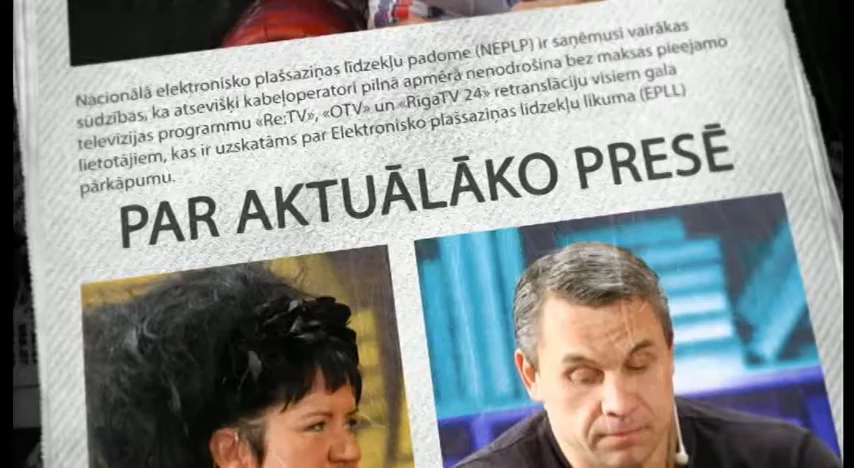 Nacionālā elektronisko plašsaziņas līdzekļu padome (NEPLP) ir saņēmusi vairākas
sūdzības, ka atsevišķi kabeļoperatori pilnā apmērā nenodrošina bez maksas pieejamo
televīzijas programmu «Re:TV», «OTV» un «RīgaTV 24» retranslāciju visiem gala
lietotājiem, kas ir uzskatāms par Elektronisko plašsaziņas līdzekļu likuma (EPLL)
pārkāpumu.
PAR AKTUĀLĀKO PRESĒ